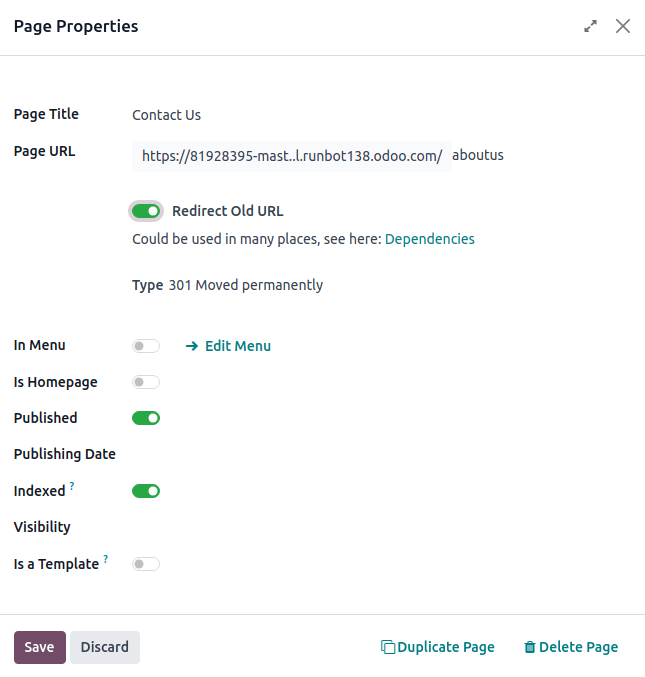 Page Properties
Page Title Contact Us
Page URL https://81928395-mast..l.runbot138.odoo.com/ aboutus
Redirect Old URL
Could be used in many places, see here: Dependencies
Type 301 Moved permanently
In Menu Edit Menu
Is Homepage
Published
Publishing Date
Indexed ?
Visibility
Is a Template ?
Save Discard Duplicate Page Delete Page